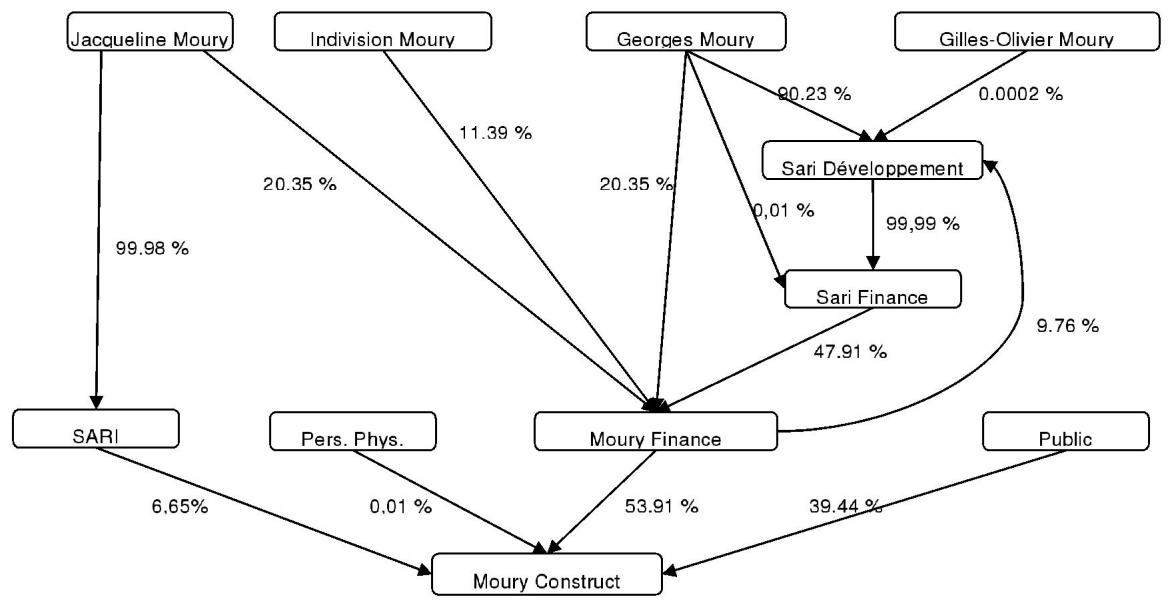 Jacqueline Moury
Indivision Moury
Georges Moury
Gilles-Olivier Moury
90.23 %
0.0002 %
11.39 %
Sari Développement
20.35 %
20.35 %
0,01 %
99,99 %
99.98 %
Sari Finance
9.76 %
47.91 %
SARI
Pers. Phys.
Moury Finance
Public
6.65%
0,01 %
53.91 %
39.44 %
Moury Construct